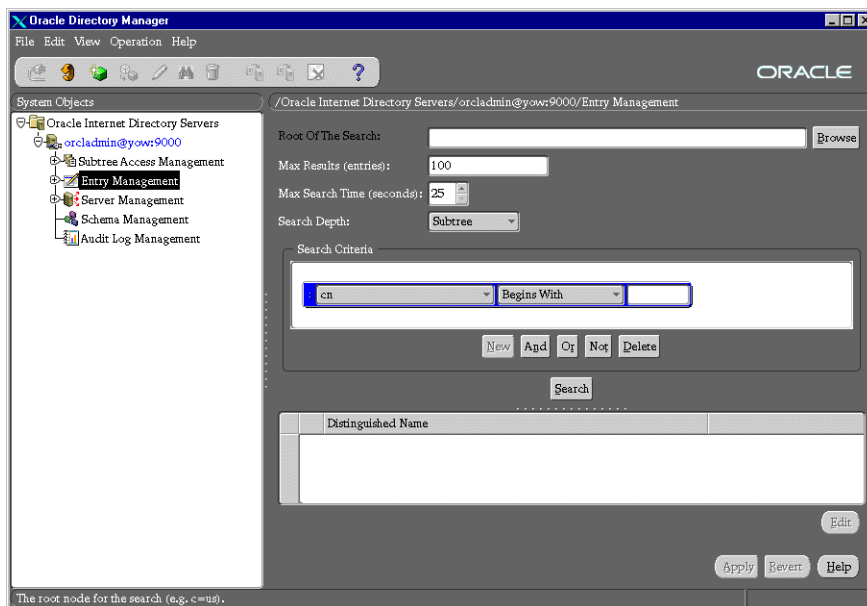 Oracle Directory Manager
File Edit View Operation Help
ORACLE
System Objects
/Oracle Internet Directory Servers/orcladmin@yow:9000/Entry Management
Oracle Internet Directory Servers
orcladmin@yow:9000
Subtree Access Management
Entry Management
Server Management
Schema Management
Audit Log Management
Root Of The Search:
Browse
Max Results (entries): 100
Max Search Time (seconds): 25
Search Depth: Subtree
Search Criteria
cn Begins With
New And Or Not Delete
Search
Distinguished Name
Edit
Apply Revert Help
The root node for the search (e.g. c=us).